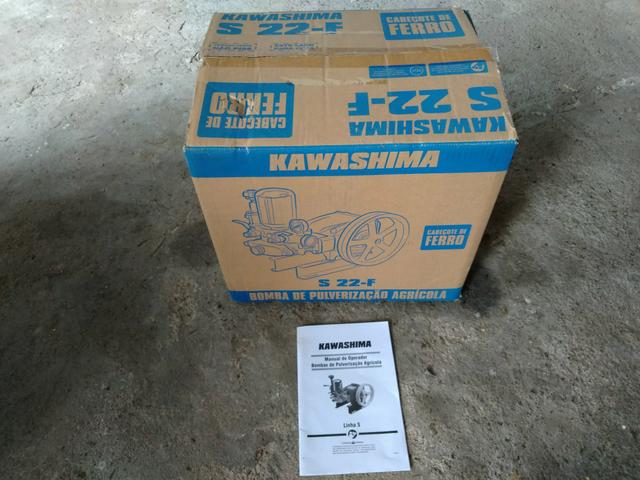 KAWASHIMA
S 22-F
CABEÇOTE DE
FERRO
CABEÇOTE DE
FERRO
KAWASHIMA
S 22-F
KAWASHIMA
CABEÇOTE DE
FERRO
S 22-F
BOMBA DE PULVERIZAÇÃO AGRÍCOLA
KAWASHIMA
Manual do Operador
Bombas de Pulverização Agrícola
Linha S